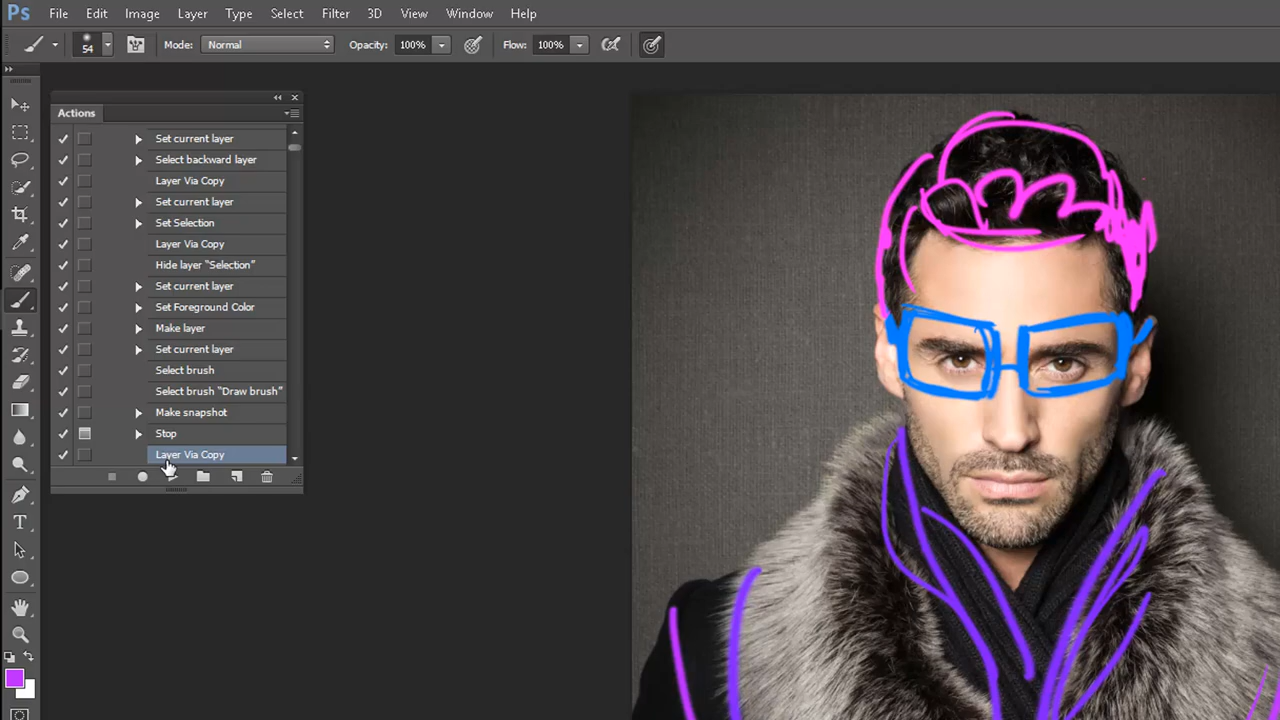 Ps File Edit Image Layer Type Select Filter 3D View Window Help
54 Mode: Normal Opacity: 100% Flow: 100%
Actions
Set current layer
Select backward layer
Layer Via Copy
Set current layer
Set Selection
Layer Via Copy
Hide layer "Selection"
Set current layer
Set Foreground Color
Make layer
Set current layer
Select brush
Select brush "Draw brush"
Make snapshot
Stop
Layer Via Copy
T